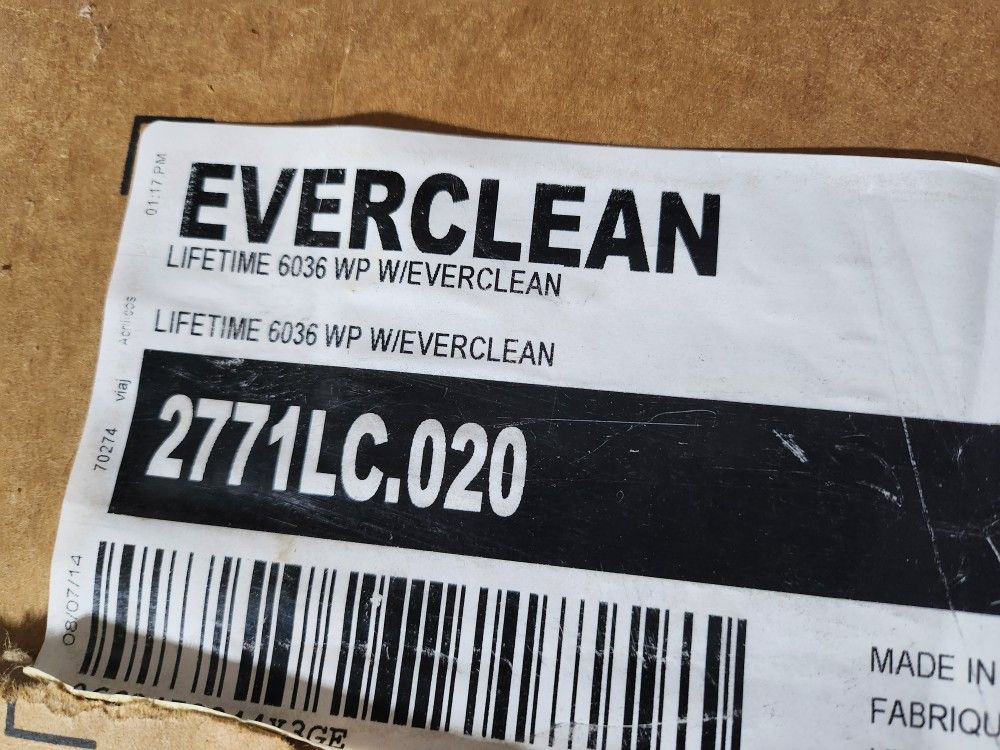 EVERCLEAN
LIFETIME 6036 WP W/EVERCLEAN
LIFETIME 6036 WP W/EVERCLEAN
2771LC.020
MADE IN
FABRIQU
01:17 PM
70274 Viaj
08/07/14